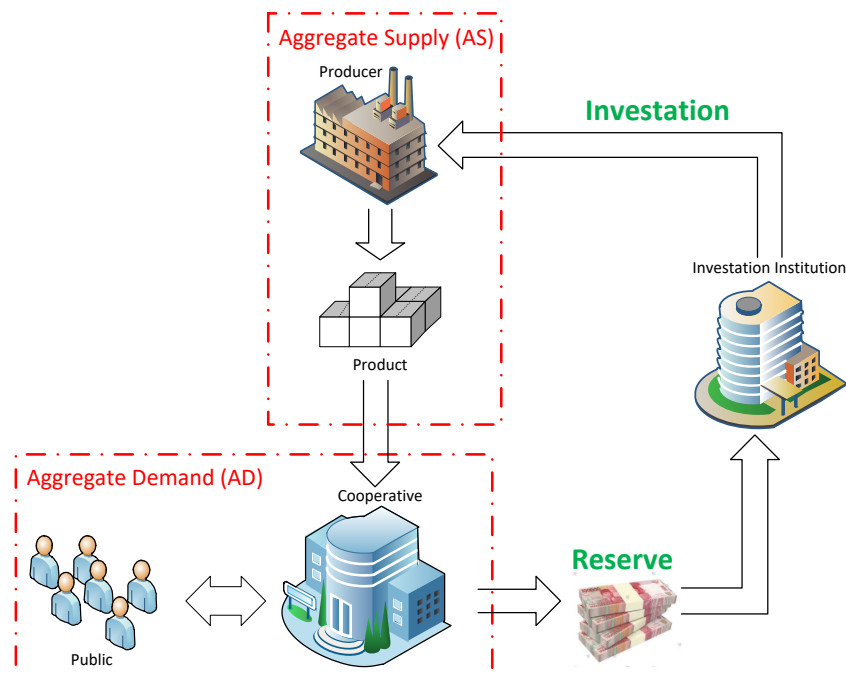 Aggregate Supply (AS)
Producer
Investation
Investation Institution
Product
Aggregate Demand (AD)
Cooperative
Reserve
Public